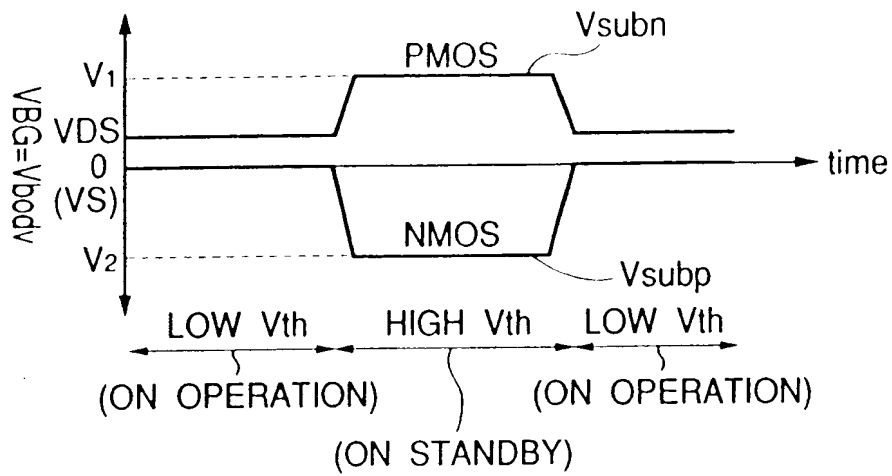 Vsubn
PMOS
V1
VDS
0
(VS)
VBG=Vbody
time
NMOS
V2
Vsubp
LOW Vth
HIGH Vth
LOW Vth
(ON OPERATION)
(ON OPERATION)
(ON STANDBY)